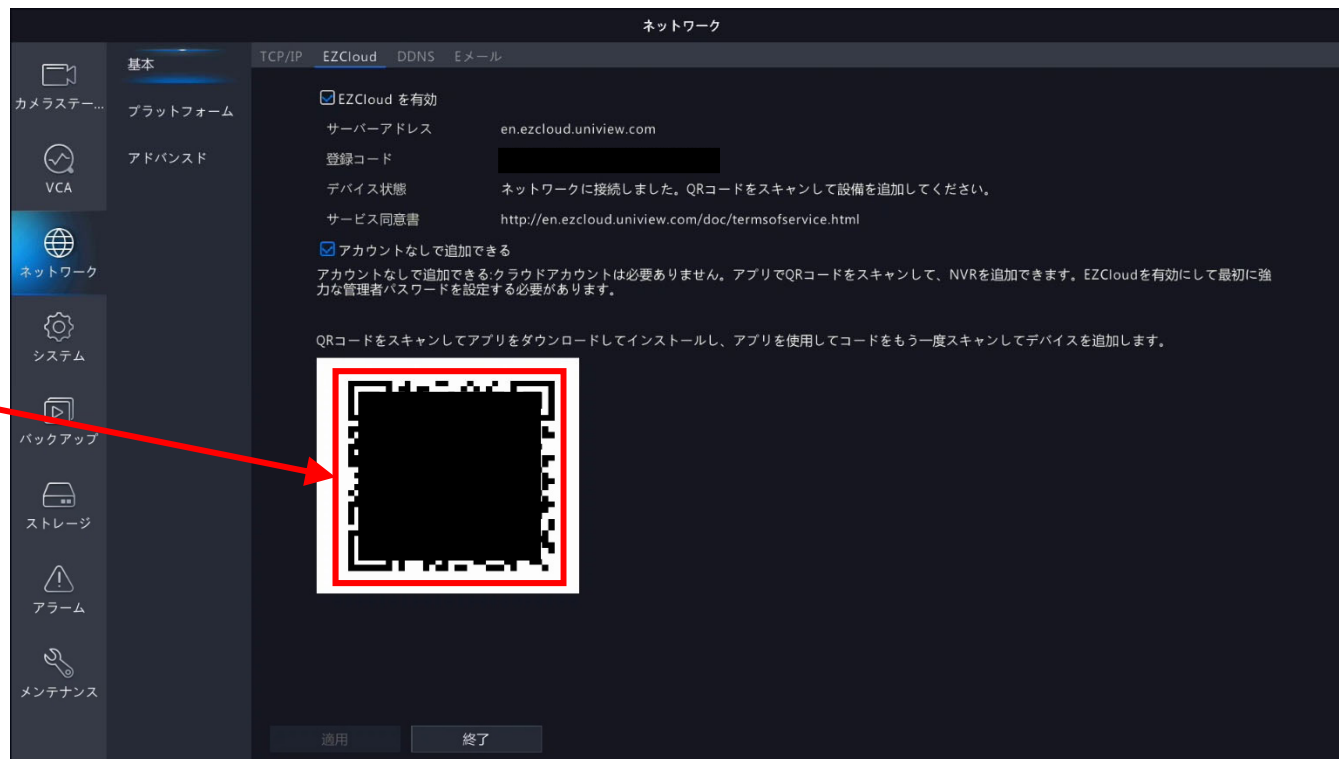 ネットワーク
カメラステー...
VCA
ネットワーク
システム
バックアップ
ストレージ
アラーム
メンテナンス
基本
プラットフォーム
アドバンスド
TCP/IP EZCloud DDNS Eメール
EZCloud を有効
サーバーアドレス en.ezcloud.uniview.com
登録コード
デバイス状態 ネットワークに接続しました。QRコードをスキャンして設備を追加してください。
サービス同意書 http://en.ezcloud.uniview.com/doc/termsofservice.html
アカウントなしで追加できる
アカウントなしで追加できる:クラウドアカウントは必要ありません。アプリでQRコードをスキャンして、NVRを追加できます。EZCloudを有効にして最初に強
力な管理者パスワードを設定する必要があります。
QRコードをスキャンしてアプリをダウンロードしてインストールし、アプリを使用してコードをもう一度スキャンしてデバイスを追加します。
適用 終了